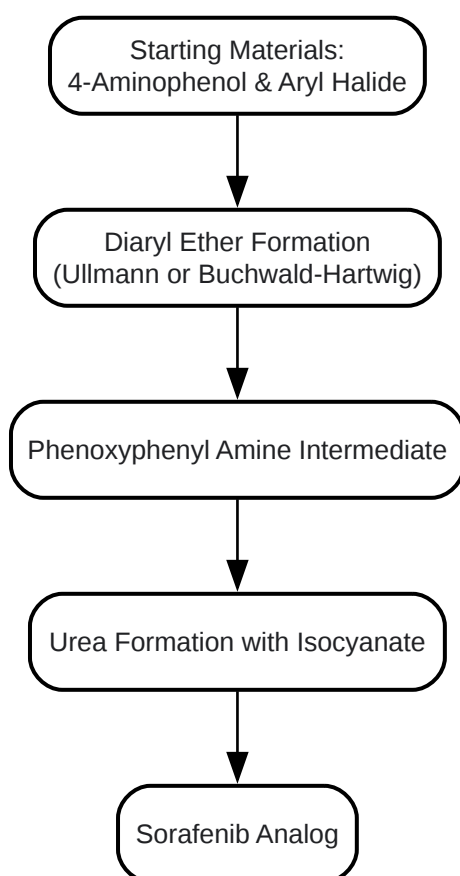 Starting Materials:
4-Aminophenol & Aryl Halide
Diaryl Ether Formation
(Ullmann or Buchwald-Hartwig)
Phenoxyphenyl Amine Intermediate
Urea Formation with Isocyanate
Sorafenib Analog